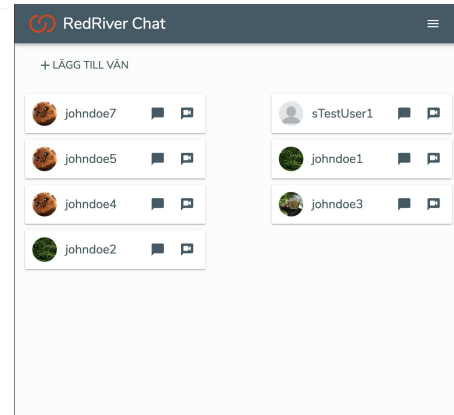 RedRiver Chat
+ LÄGG TILL VÄN
johndoe7
sTestUser1
johndoe5
johndoe1
johndoe4
johndoe3
johndoe2